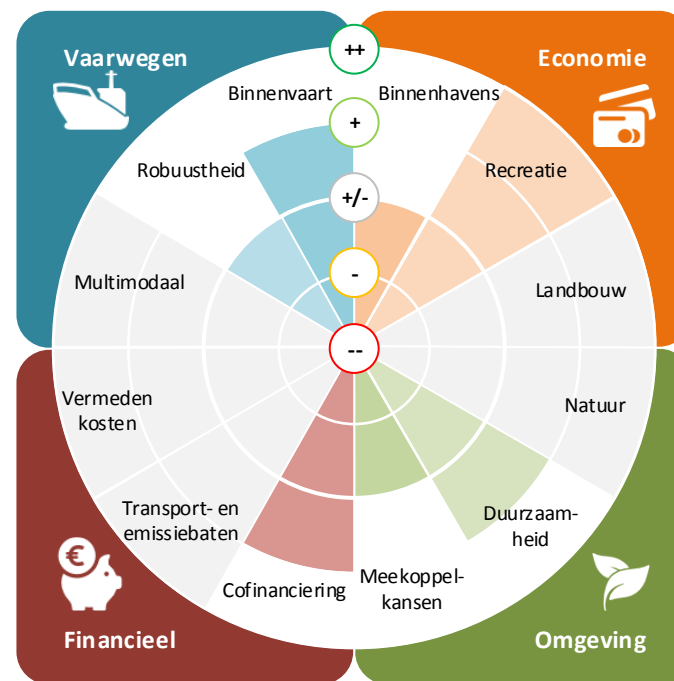 Vaarwegen
Economie
++
Binnenvaart
Binnenhavens
+
Robuustheid
Recreatie
+/-
Multimodaal
-
Landbouw
--
Vermeden
kosten
Natuur
Transport- en
emissiebaten
Duurzaam-
heid
Cofinanciering
Meekoppel-
kansen
€
Financieel
Omgeving